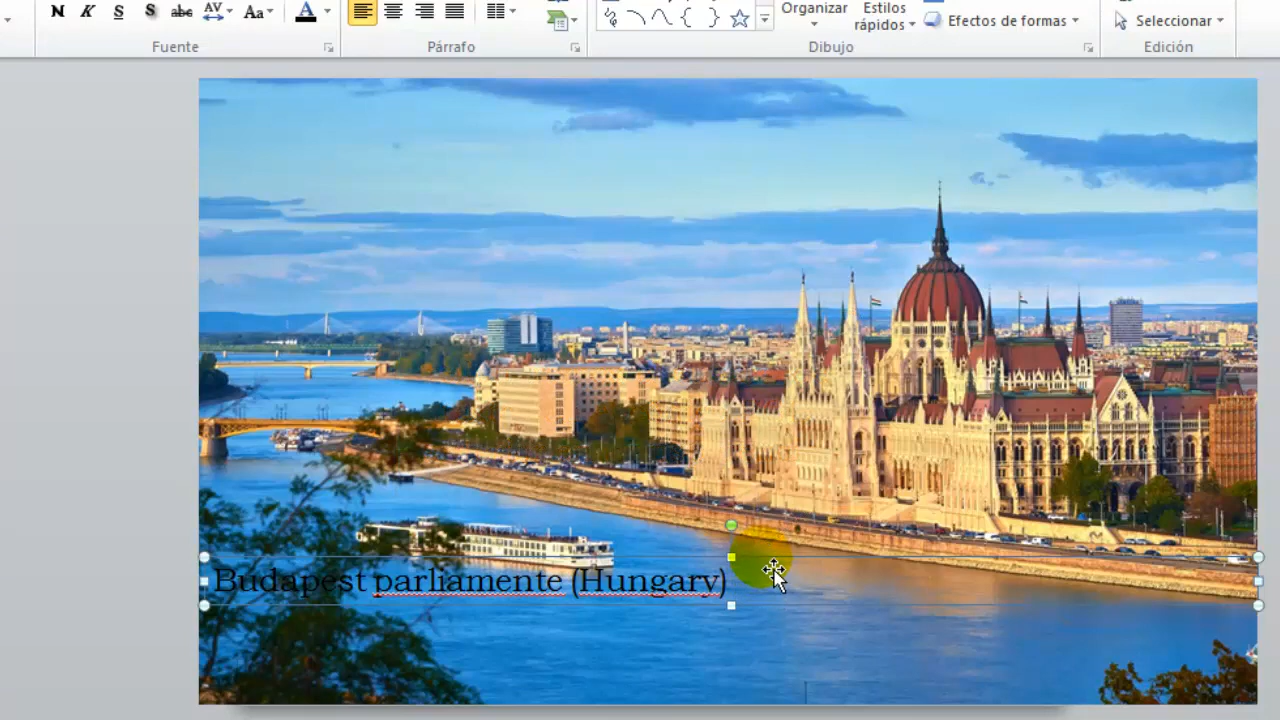 N K S S abc AV Aa A
Organizar
Estilos
rápidos
Efectos de formas
Seleccionar
Fuente
Párrafo
Dibujo
Edición
Budapest parliamente (Hungary)